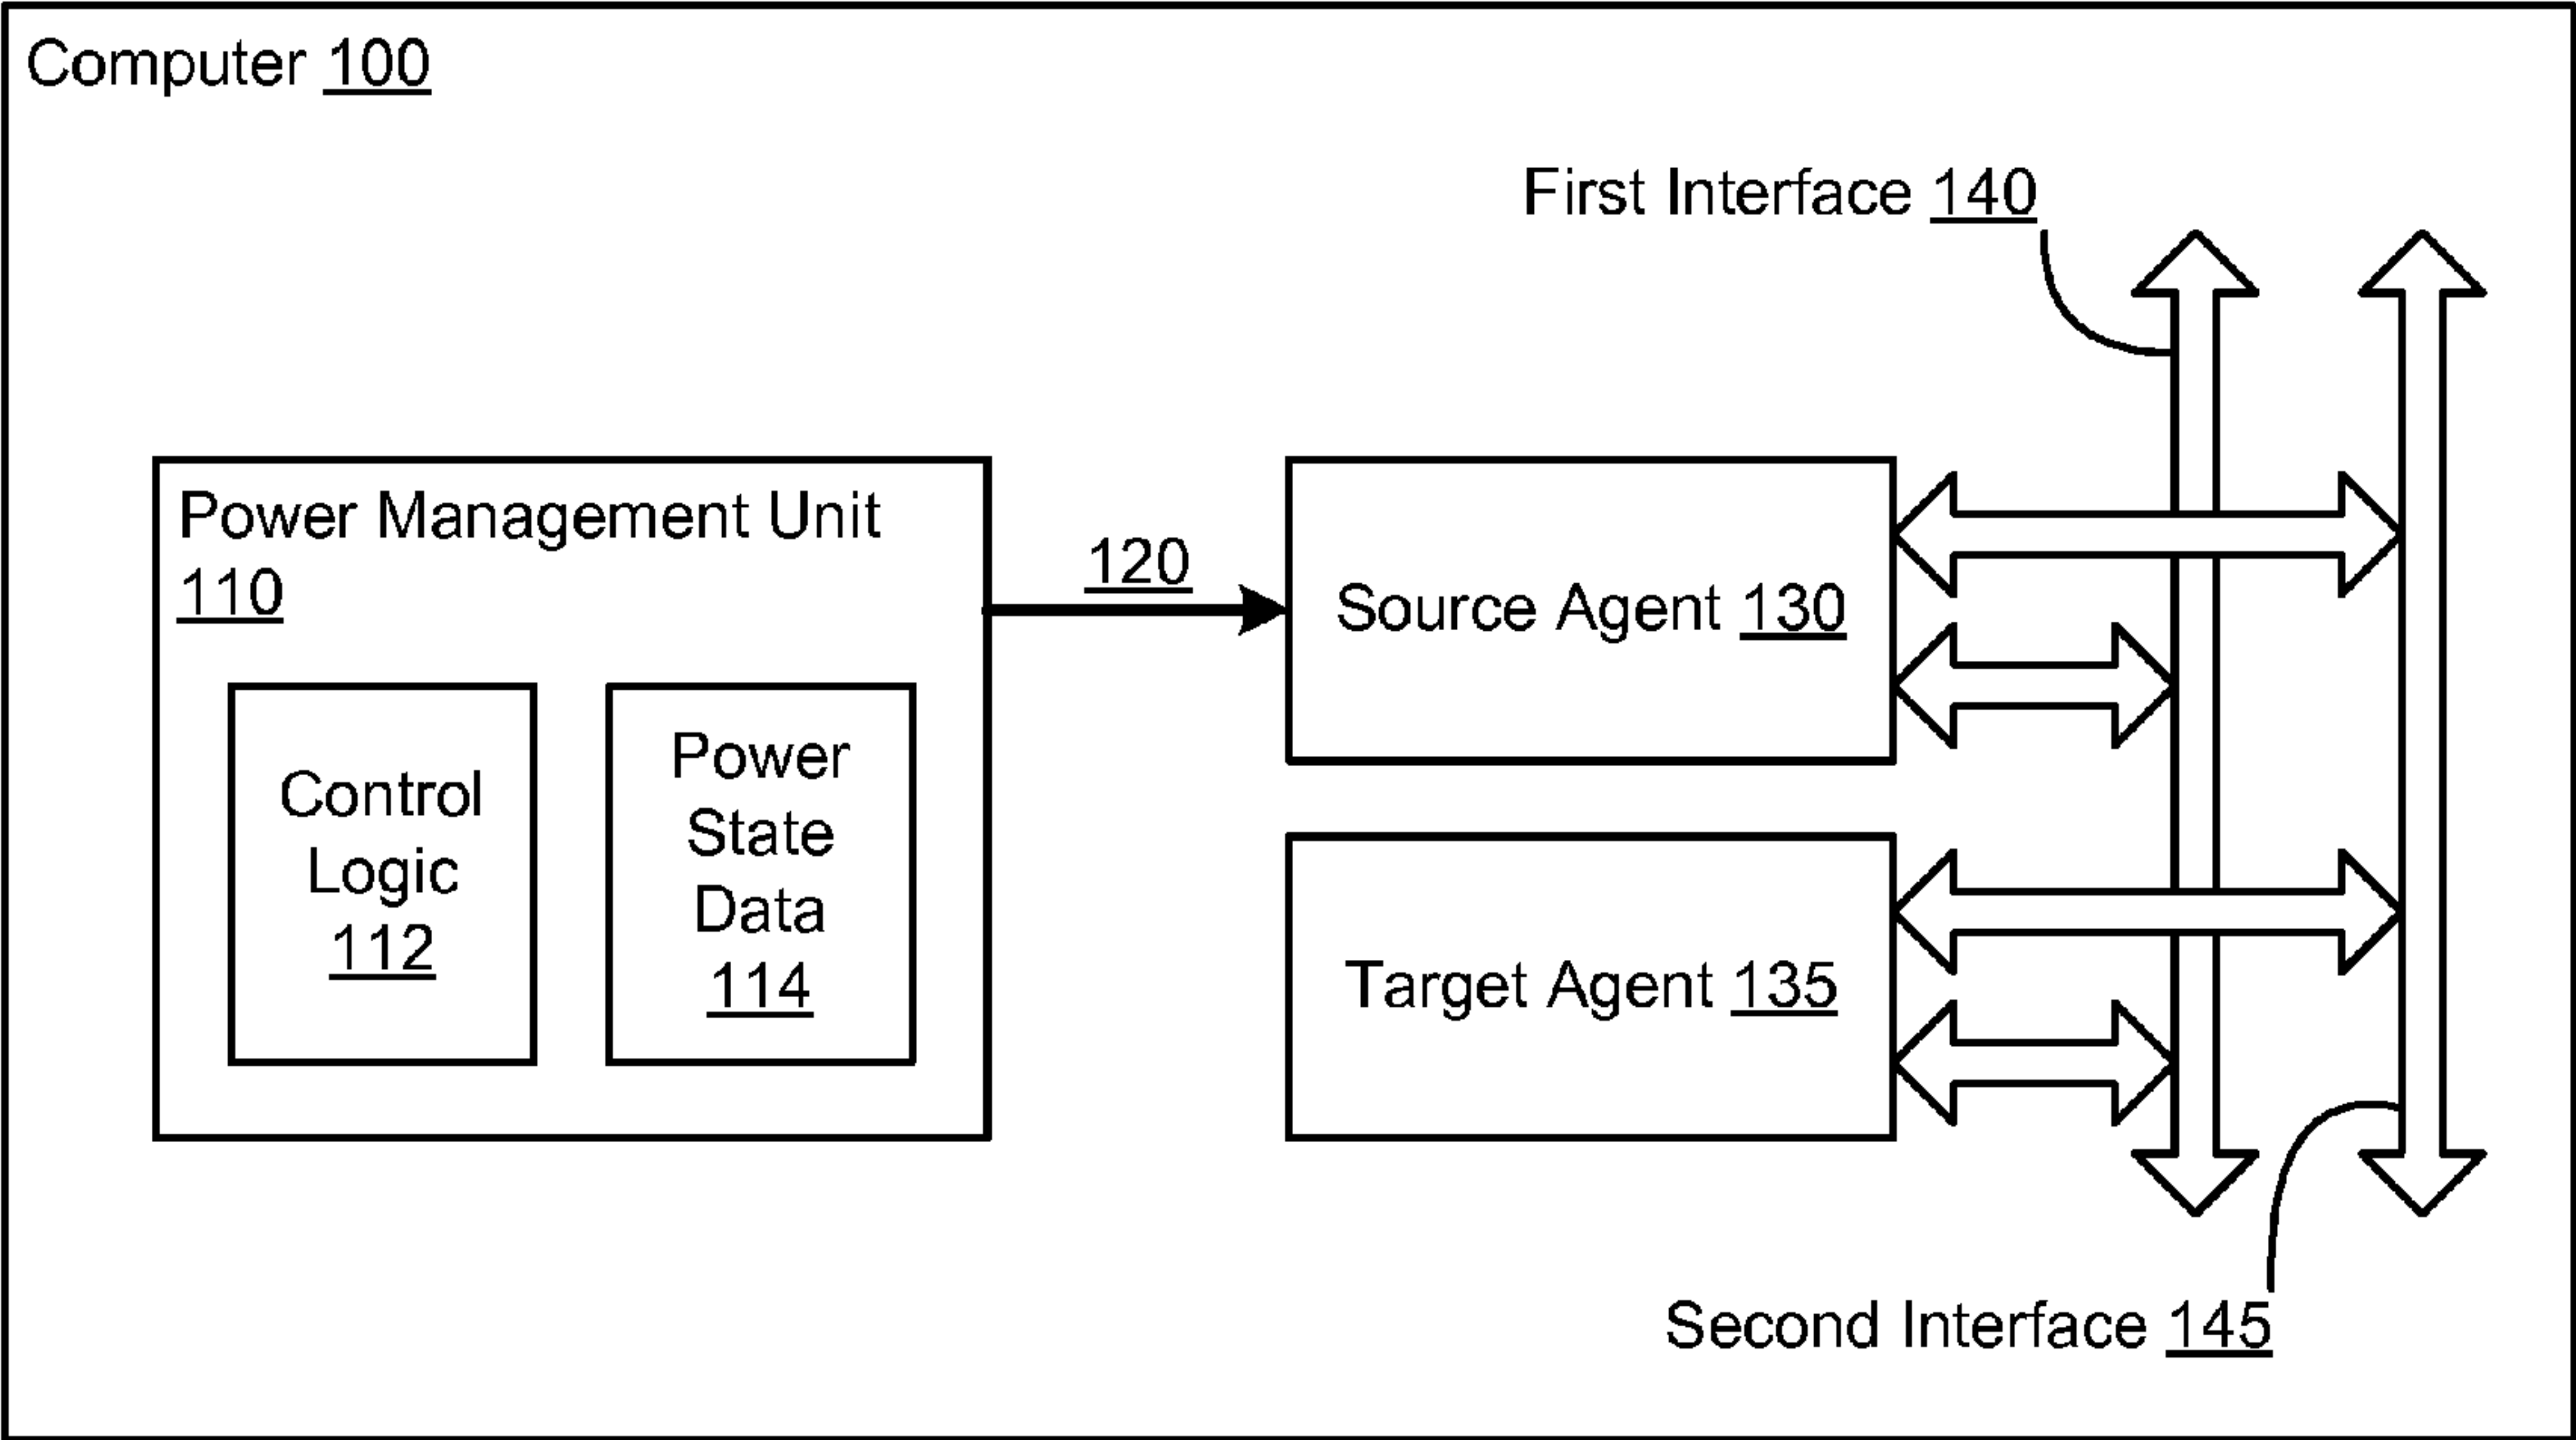 Computer 100
First Interface 140
Power Management Unit
110
120
Source Agent 130
Control
Logic
112
Power
State
Data
114
Target Agent 135
Second Interface 145